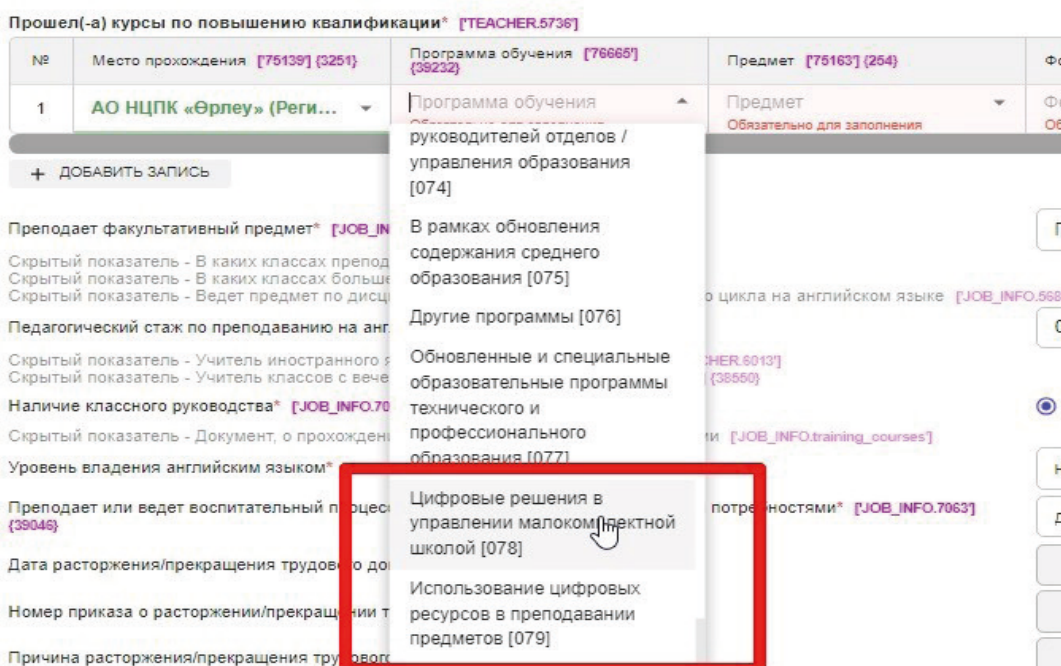 Прошел(-а) курсы по повышению квалификации* ['TEACHER.5736']
№ Место прохождения ['75139'] {3251} Программа обучения ['76665'] {39232} Предмет ['75163'] {254}
1 АО НЦПК «Өрлеу» (Реги... Программа обучения Предмет
Обязательно для заполнения
+ ДОБАВИТЬ ЗАПИСЬ
руководителей отделов /
управления образования
[074]
В рамках обновления
содержания среднего
образования [075]
Другие программы [076]
Обновленные и специальные
образовательные программы
технического и
профессионального
образования [077]
Цифровые решения в
управлении малокомплектной
школой [078]
Использование цифровых
ресурсов в преподавании
предметов [079]
Преподает факультативный предмет* ['JOB_IN
Скрытый показатель - В каких классах препод
Скрытый показатель - В каких классах больше
Скрытый показатель - Ведет предмет по дисц
о цикла на английском языке ['JOB_INFO.568
Педагогический стаж по преподаванию на анг
Скрытый показатель - Учитель иностранного я
CHER.6013']
Скрытый показатель - Учитель классов с вече
{38550}
Наличие классного руководства* ['JOB_INFO.70
Скрытый показатель - Документ, о прохожден
ии ['JOB_INFO.training_courses']
Уровень владения английским языком*
Преподает или ведет воспитательный процес
потребностями* ['JOB_INFO.7063']
{39046}
Дата расторжения/прекращения трудового до
Номер приказа о расторжении/прекращении т
Причина расторжения/прекращения трудового